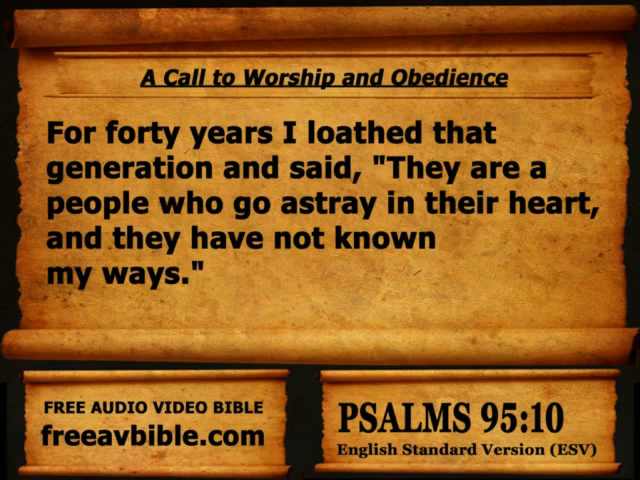 A Call to Worship and Obedience
For forty years I loathed that
generation and said, "They are a
people who go astray in their heart,
and they have not known
my ways."
FREE AUDIO VIDEO BIBLE
freeavbible.com
PSALMS 95:10
English Standard Version (ESV)